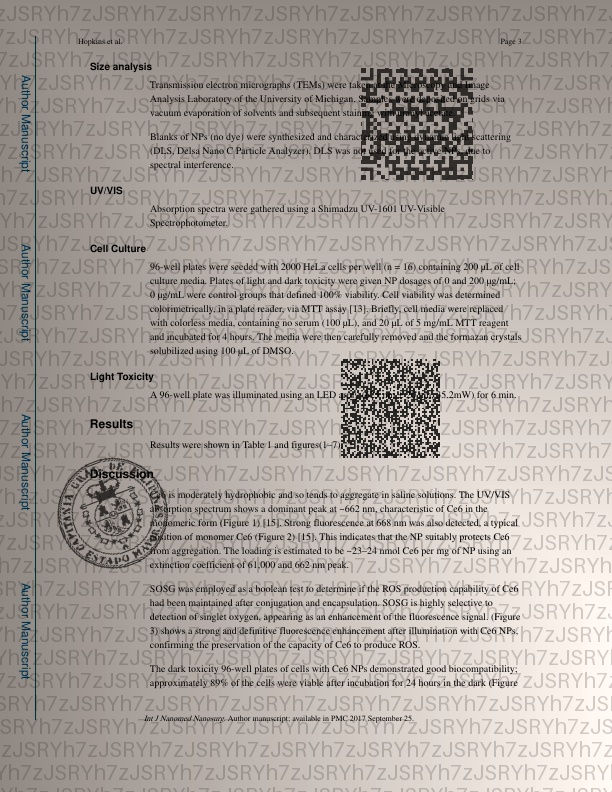 Hopkins et al.
Page 3
Size analysis
Transmission electron micrographs (TEMs) were taken Image
Analysis Laboratory of the University of Michigan. grids via
vacuum evaporation of solvents and subsequent
Blanks of NPs (no dye) were synthesized and scattering
(DLS, Delsa Nano C Particle Analyzer). DLS was not due to
spectral interference.
UV/VIS
Absorption spectra were gathered using a Shimadzu UV-1601 UV-Visible
Spectrophotometer.
Cell Culture
96-well plates were seeded with 2000 HeLa cells per well (n = 16) containing 200 μL of cell
culture media. Plates of light and dark toxicity were given NP dosages of 0 and 200 μg/mL;
0 μg/mL were control groups that defined 100% viability. Cell viability was determined
colorimetrically, in a plate reader, via MTT assay [13]. Briefly, cell media were replaced
with colorless media, containing no serum (100 μL), and 20 μL of 5 mg/mL MTT reagent
and incubated for 4 hours. The media were then carefully removed and the formazan crystals
solubilized using 100 μL of DMSO.
Light Toxicity
A 96-well plate was illuminated using an LED (5.2mW) for 6 min.
Results
Results were shown in Table 1 and figures(1–7)
Discussion
Ce6 is moderately hydrophobic and so tends to aggregate in saline solutions. The UV/VIS
absorption spectrum shows a dominant peak at ~662 nm, characteristic of Ce6 in the
monomeric form (Figure 1) [15]. Strong fluorescence at 668 nm was also detected, a typical
position of monomer Ce6 (Figure 2) [15]. This indicates that the NP suitably protects Ce6
from aggregation. The loading is estimated to be ~23–24 nmol Ce6 per mg of NP using an
extinction coefficient of 61,000 and 662 nm peak.
SOSG was employed as a boolean test to determine if the ROS production capability of Ce6
had been maintained after conjugation and encapsulation. SOSG is highly selective to
detection of singlet oxygen, appearing as an enhancement of the fluorescence signal. (Figure
3) shows a strong and definitive fluorescence enhancement after illumination with Ce6 NPs,
confirming the preservation of the capacity of Ce6 to produce ROS.
The dark toxicity 96-well plates of cells with Ce6 NPs demonstrated good biocompatibility;
approximately 89% of the cells were viable after incubation for 24 hours in the dark (Figure
Int J Nanomed Nanosurg. Author manuscript; available in PMC 2017 September 25.
Author Manuscript
Author Manuscript
Author Manuscript
Author Manuscript